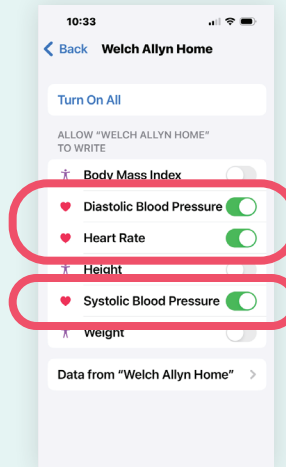 10:33
Back Welch Allyn Home
Turn On All
ALLOW “WELCH ALLYN HOME”
TO WRITE
Body Mass Index
Diastolic Blood Pressure
Heart Rate
Height
Systolic Blood Pressure
Weight
Data from “Welch Allyn Home”